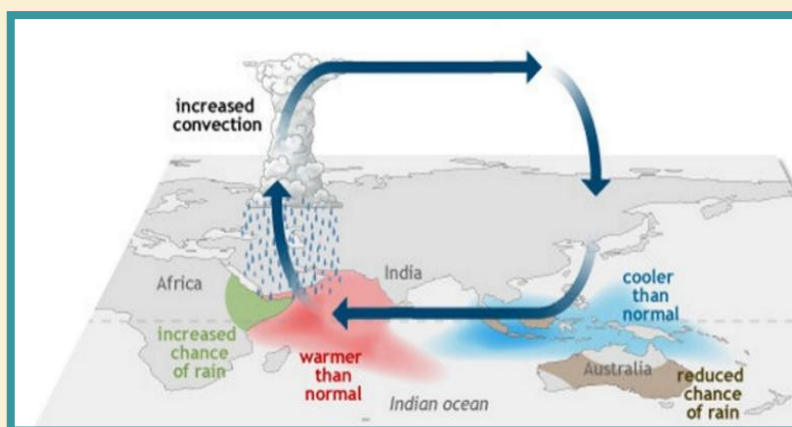 increased
convection
Africa
India
cooler
than
normal
increased
chance
of rain
warmer
than
normal
Australia
reduced
chance
of rain
Indian ocean